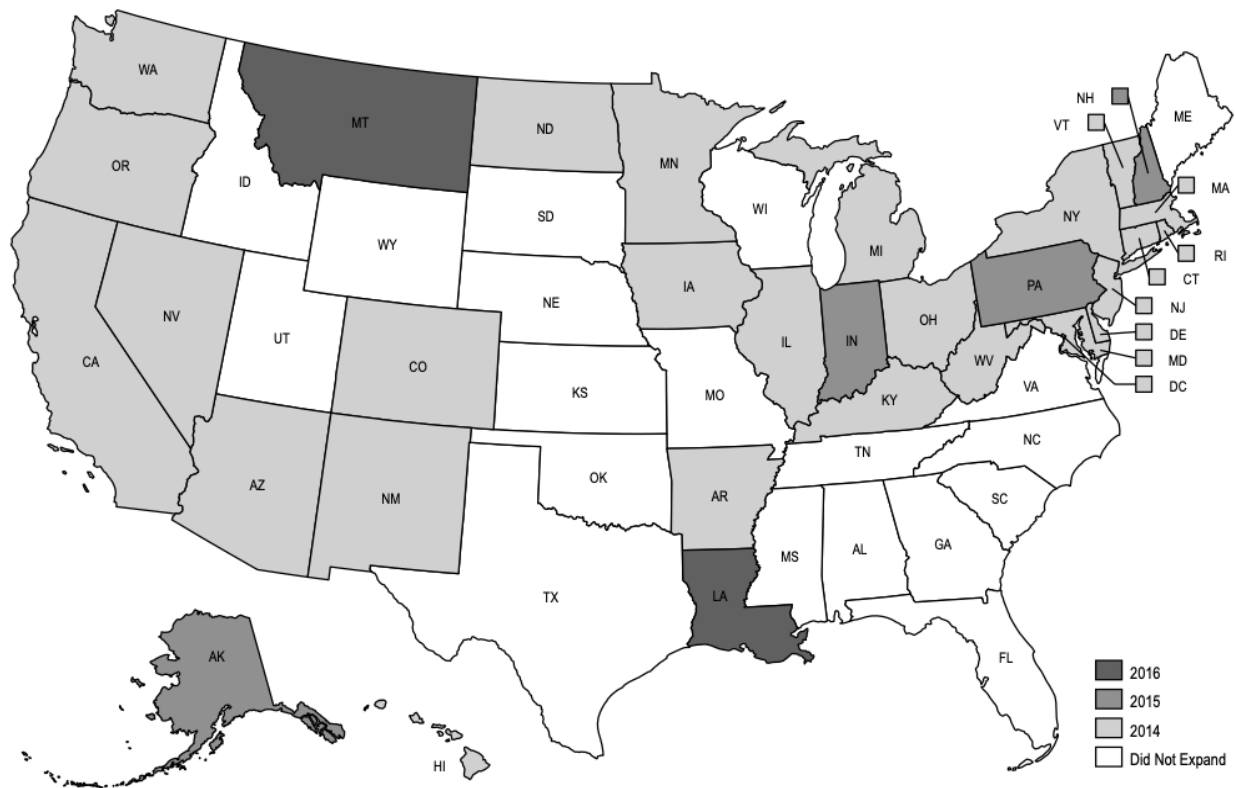 WA
MT
ND
MN
OR
ID
SD
WI
WY
MI
NY
NH
VT
ME
MA
RI
CT
NJ
DE
MD
DC
PA
IA
NE
NV
UT
CA
CO
KS
MO
IL
IN
OH
WV
KY
VA
NC
TN
SC
AZ
NM
OK
AR
MS
AL
GA
TX
LA
FL
AK
HI
2016
2015
2014
Did Not Expand